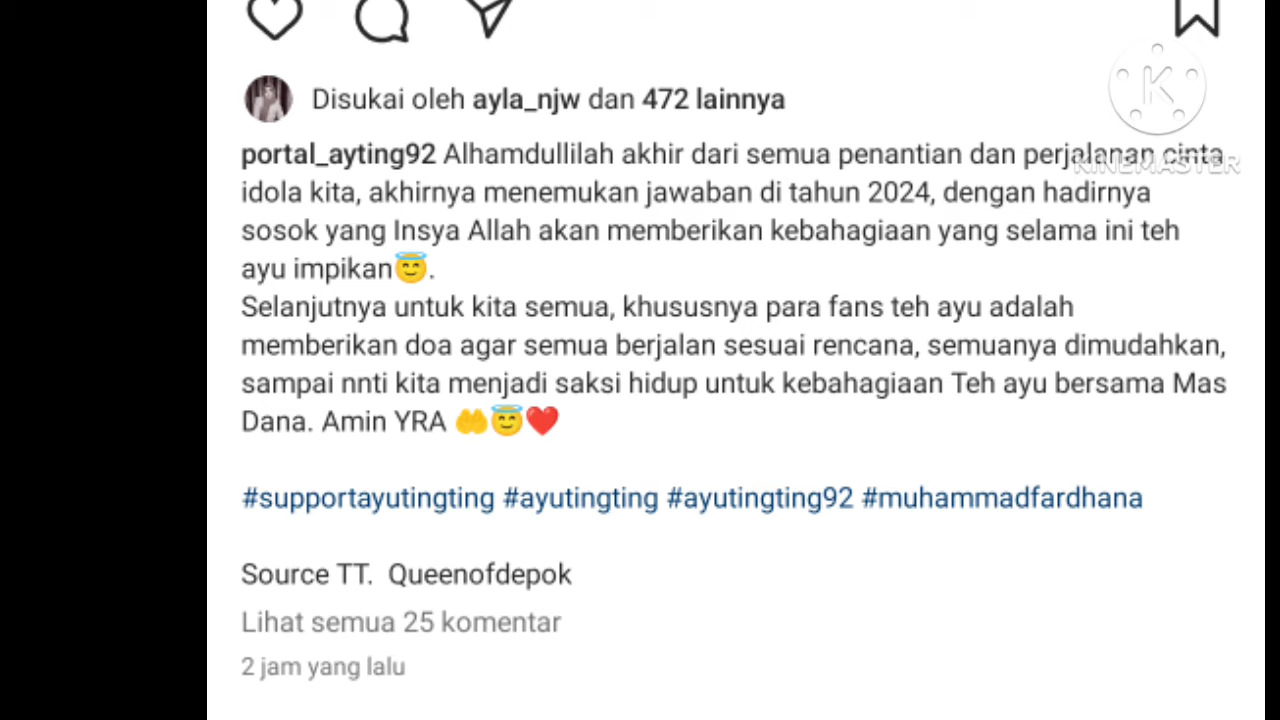 Disukai oleh ayla_njw dan 472 lainnya
KINEMASTER
portal_ayting92 Alhamdullilah akhir dari semua penantian dan perjalanan cinta
idola kita, akhirnya menemukan jawaban di tahun 2024, dengan hadirnya
sosok yang Insya Allah akan memberikan kebahagiaan yang selama ini teh
ayu impikan😇.
Selanjutnya untuk kita semua, khususnya para fans teh ayu adalah
memberikan doa agar semua berjalan sesuai rencana, semuanya dimudahkan,
sampai nnti kita menjadi saksi hidup untuk kebahagiaan Teh ayu bersama Mas
Dana. Amin YRA 🤲😇❤️
#supportayutingting #ayutingting #ayutingting92 #muhammadfardhana
Source TT. Queenofdepok
Lihat semua 25 komentar
2 jam yang lalu